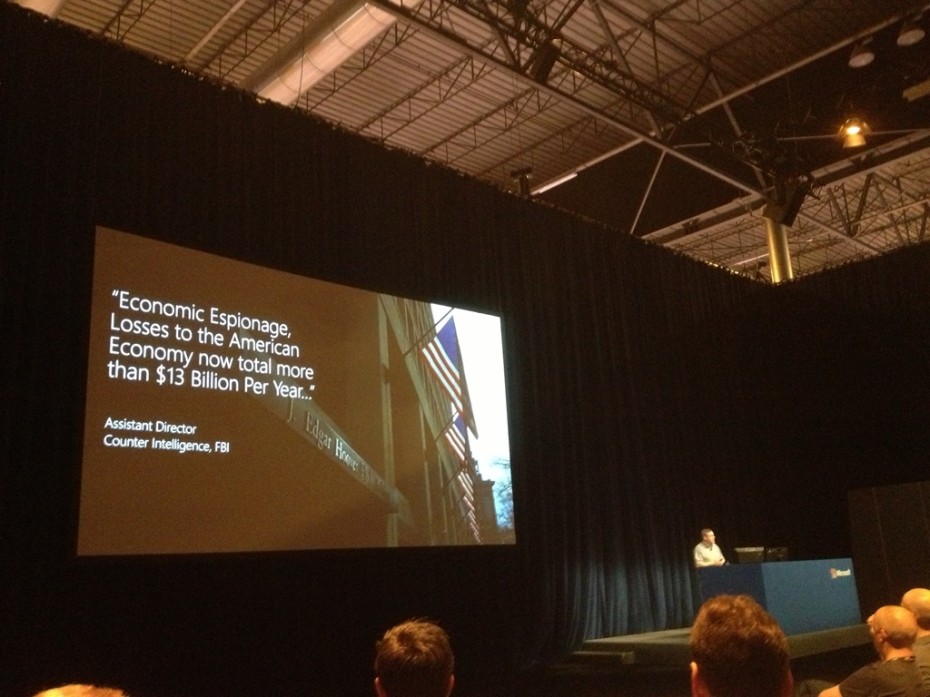 “Economic Espionage,
Losses to the American
Economy now total more
than $13 Billion Per Year...”
Assistant Director
Counter Intelligence, FBI
J. Edgar Hoover
Microsoft